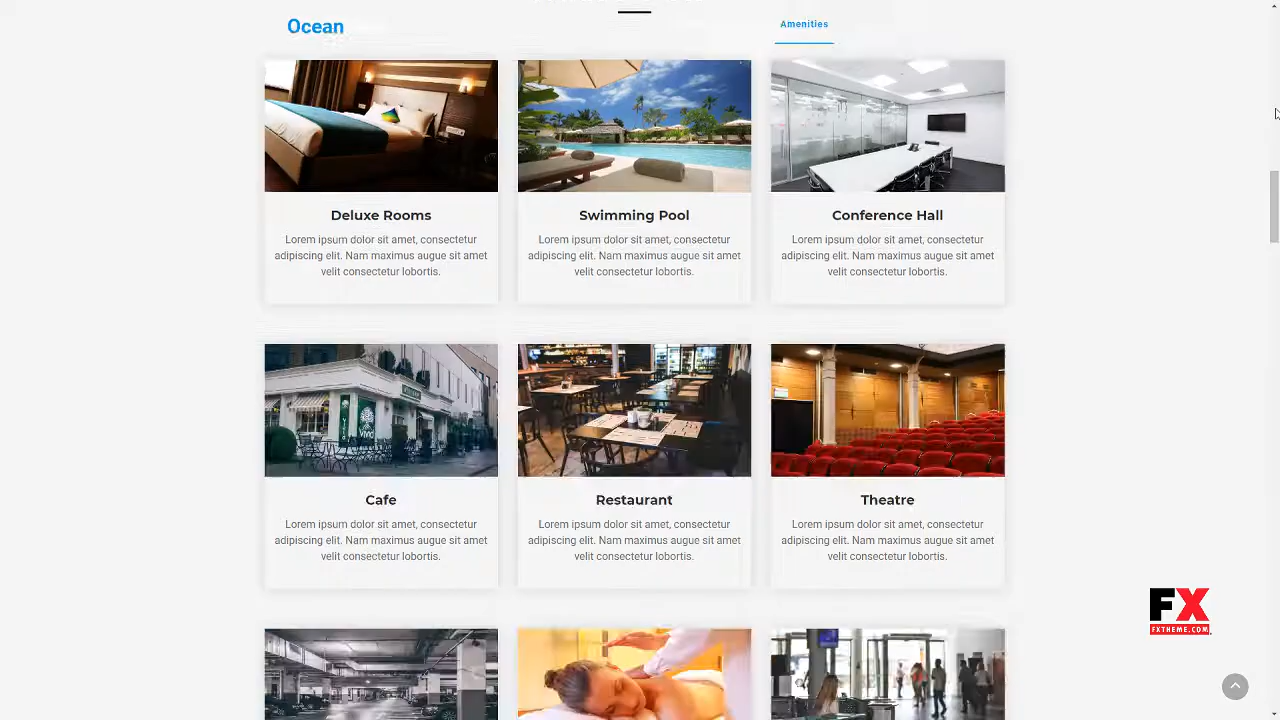 Ocean
Amenities
Deluxe Rooms
Swimming Pool
Conference Hall
Lorem ipsum dolor sit amet, consectetur
adipiscing elit. Nam maximus augue sit amet
velit consectetur lobortis.
Lorem ipsum dolor sit amet, consectetur
adipiscing elit. Nam maximus augue sit amet
velit consectetur lobortis.
Lorem ipsum dolor sit amet, consectetur
adipiscing elit. Nam maximus augue sit amet
velit consectetur lobortis.
VIVO
Cafe
Restaurant
Theatre
Lorem ipsum dolor sit amet, consectetur
adipiscing elit. Nam maximus augue sit amet
velit consectetur lobortis.
Lorem ipsum dolor sit amet, consectetur
adipiscing elit. Nam maximus augue sit amet
velit consectetur lobortis.
Lorem ipsum dolor sit amet, consectetur
adipiscing elit. Nam maximus augue sit amet
velit consectetur lobortis.
FX
FXTHEME.COM